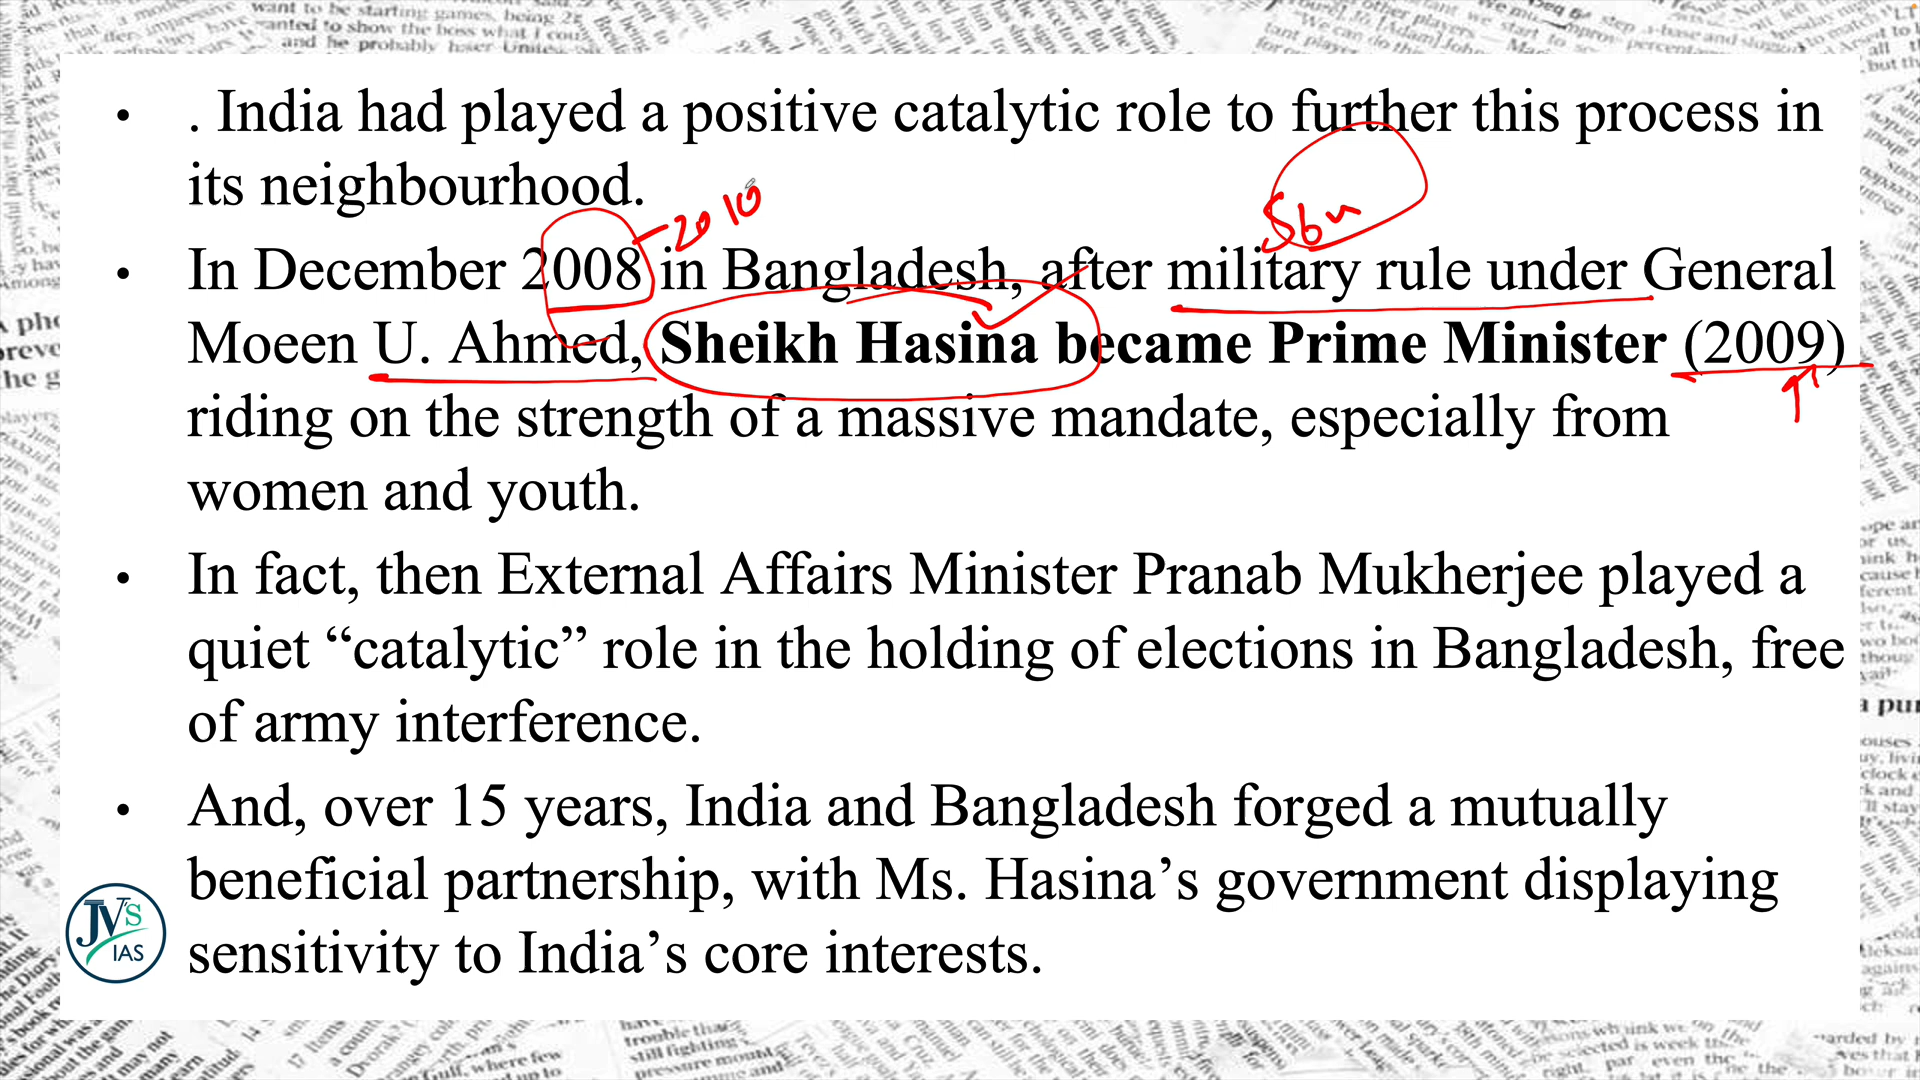 • . India had played a positive catalytic role to further this process in
its neighbourhood.
2010
• In December 2008 in Bangladesh, after military rule under General
Moeen U. Ahmed, Sheikh Hasina became Prime Minister (2009)
riding on the strength of a massive mandate, especially from
women and youth.
• In fact, then External Affairs Minister Pranab Mukherjee played a
quiet “catalytic” role in the holding of elections in Bangladesh, free
of army interference.
• And, over 15 years, India and Bangladesh forged a mutually
beneficial partnership, with Ms. Hasina’s government displaying
sensitivity to India’s core interests.
JV'S
IAS